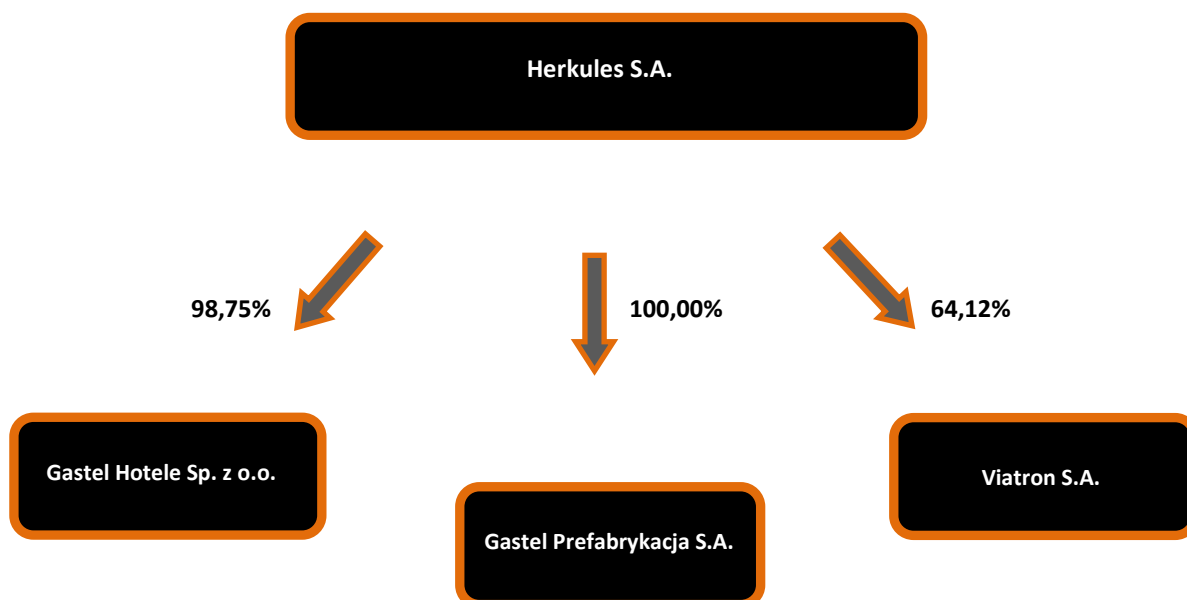 Herkules S.A.
98,75%
100,00%
64,12%
Gastel Hotele Sp. z o.o.
Viatron S.A.
Gastel Prefabrykacja S.A.